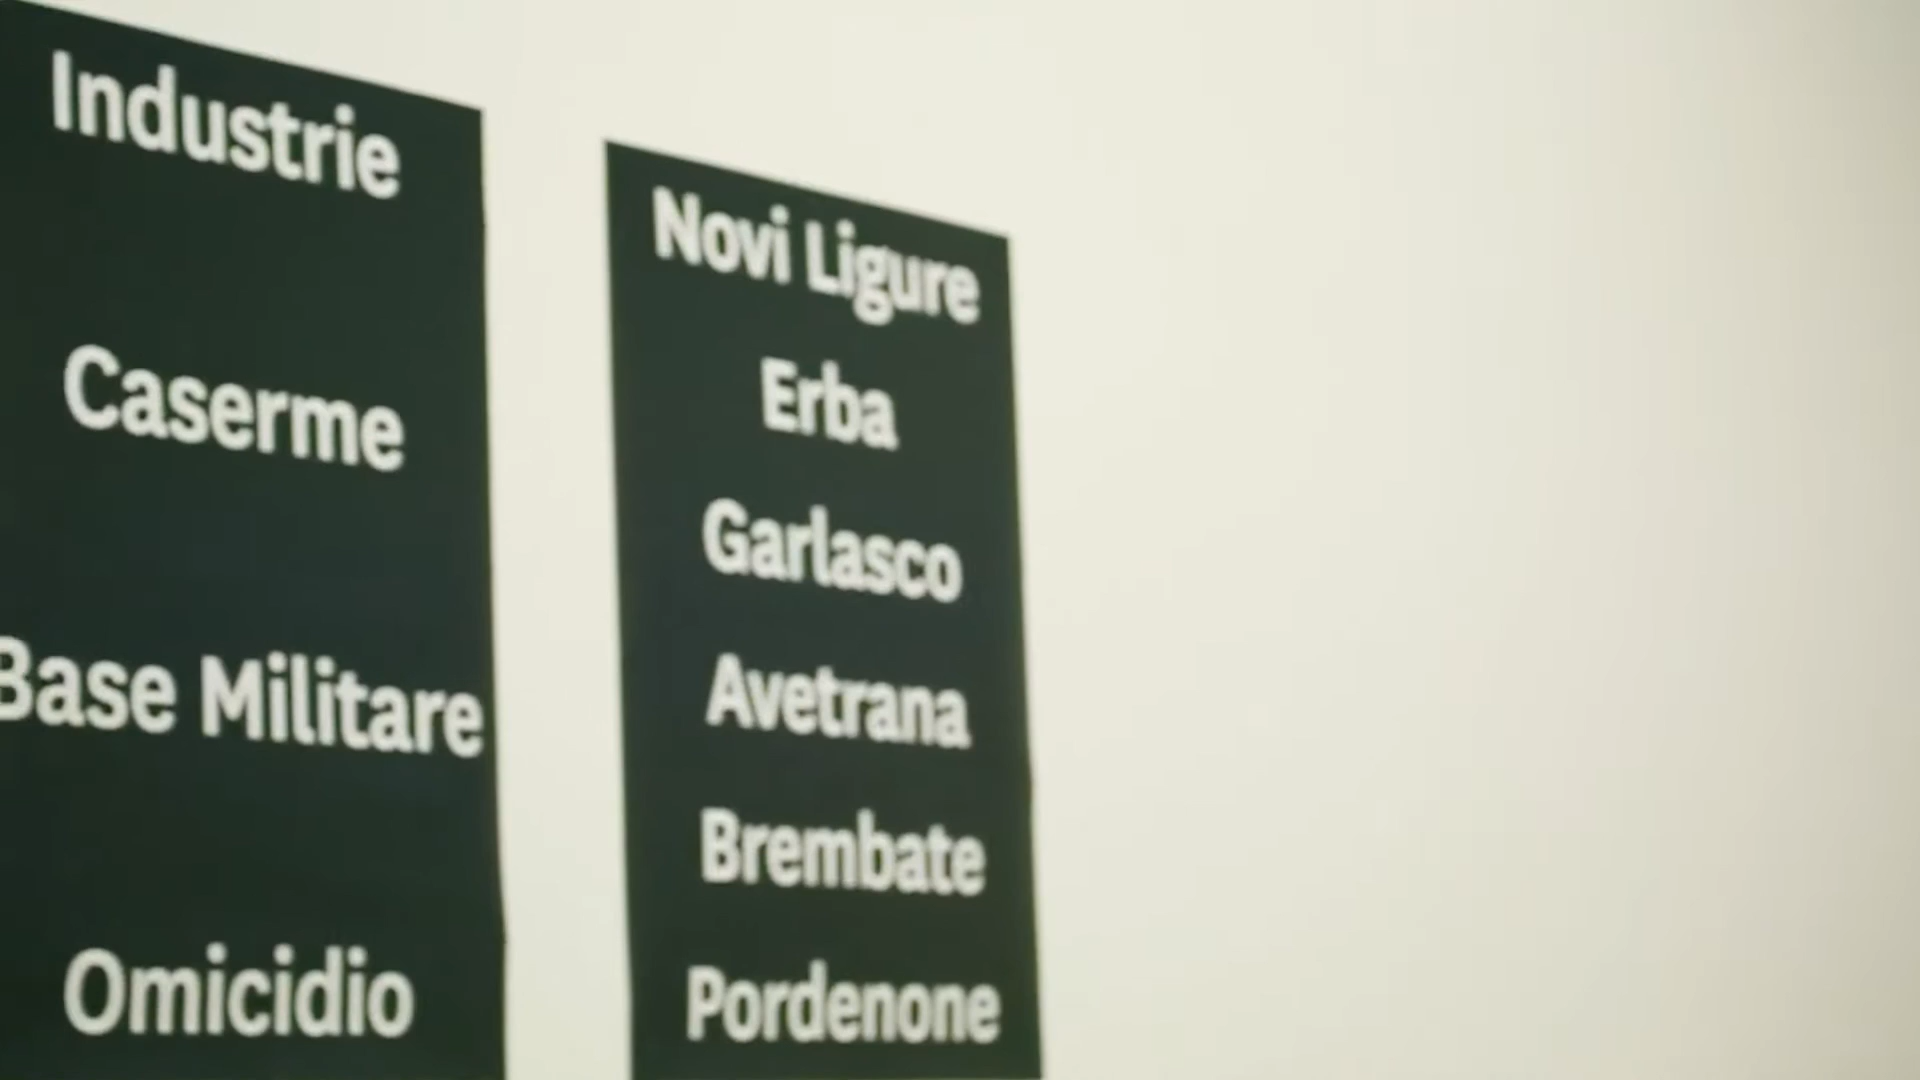 Industrie
Caserme
Base Militare
Omicidio
Novi Ligure
Erba
Garlasco
Avetrana
Brembate
Pordenone